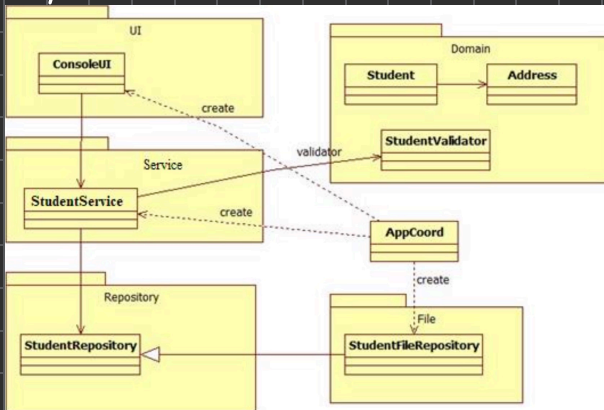 UI
ConsoleUI
Domain
Student
Address
create
StudentValidator
validator
Service
StudentService
create
AppCoord
create
Repository
File
StudentRepository
StudentFileRepository